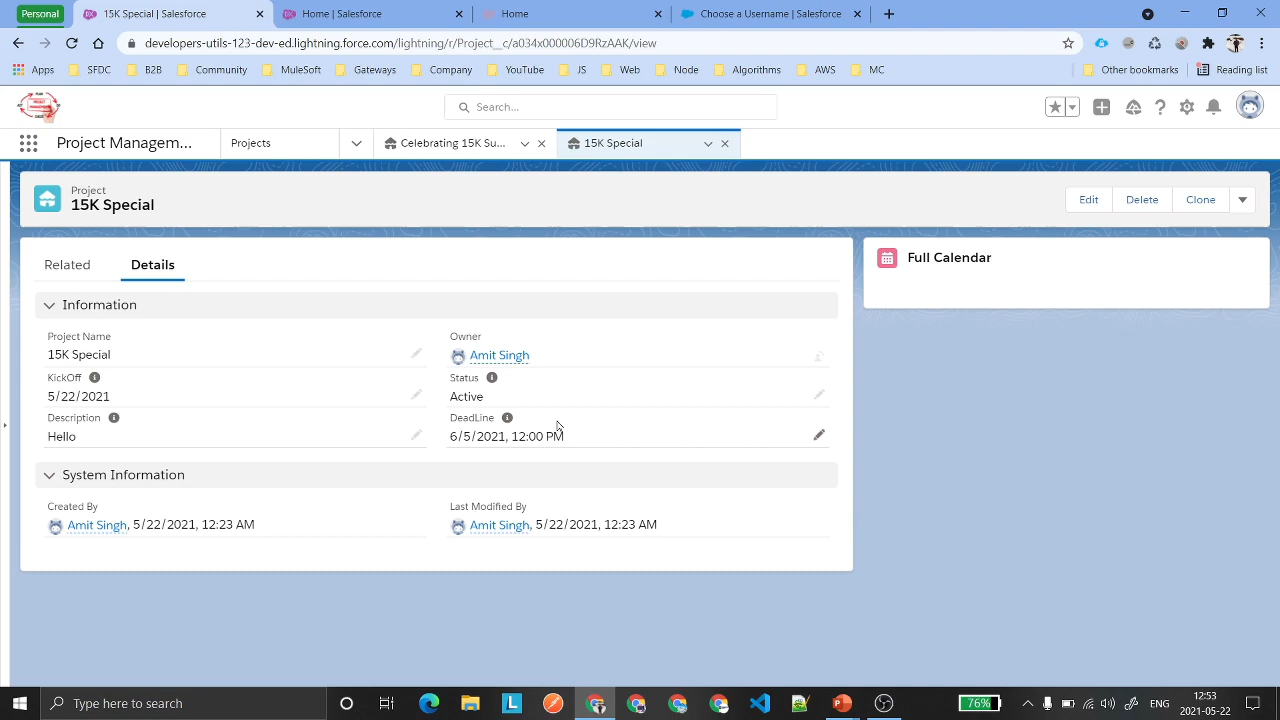 Personal
15K Special | Salesforce
Home | Salesforce
Home
Choose a Username | Salesforce
developers-utils-123-dev-ed.lightning.force.com/lightning/r/Project__c/a034x000006D9RzAAK/view
Apps SFDC B2B Community MuleSoft Gateways Company YouTube JS Web Node Algorithms AWS MC Other bookmarks Reading list
PROJECT
Search...
Project Managem...
Projects
Celebrating 15K Su...
15K Special
Project
15K Special
Edit Delete Clone
Related Details
Full Calendar
Information
Project Name
15K Special
Owner
Amit Singh
KickOff
5/22/2021
Status
Active
Description
Hello
DeadLine
6/5/2021, 12:00 PM
System Information
Created By
Amit Singh, 5/22/2021, 12:23 AM
Last Modified By
Amit Singh, 5/22/2021, 12:23 AM
Type here to search
76%
ENG
12:53
2021-05-22